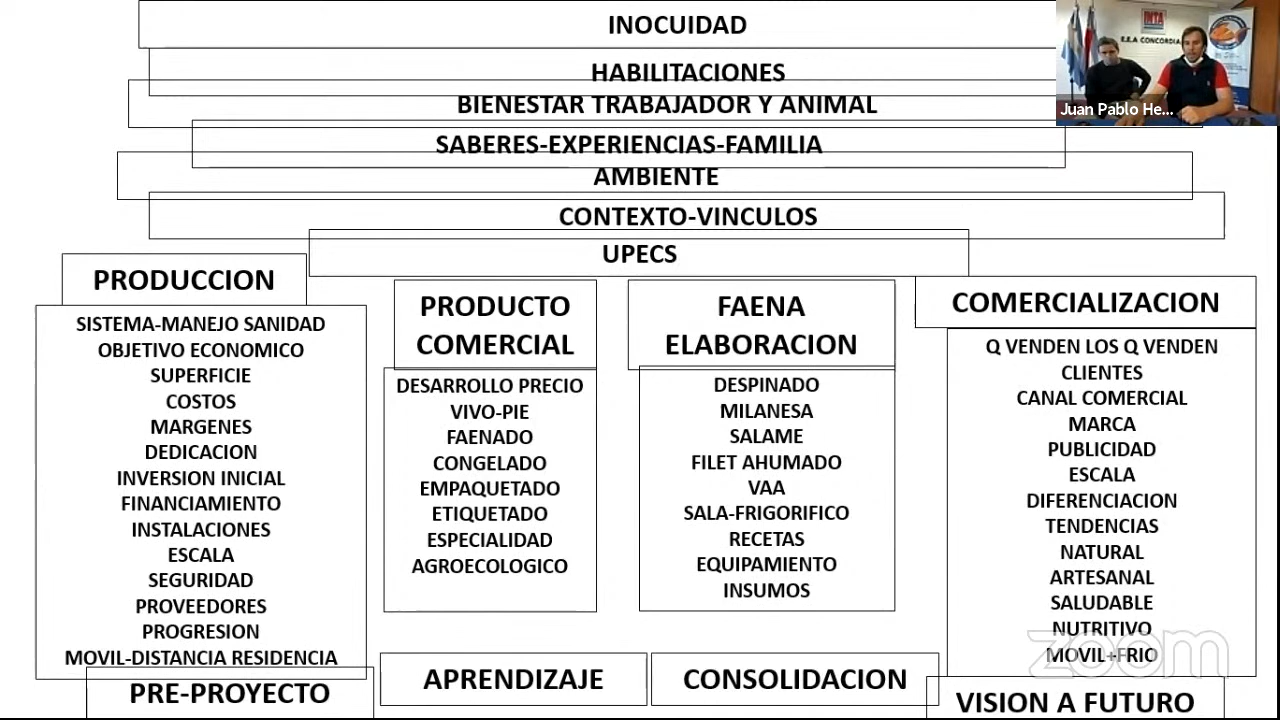 INOCUIDAD
INTA
E.E.A CONCORDIA
Juan Pablo He...
HABILITACIONES
BIENESTAR TRABAJADOR Y ANIMAL
SABERES-EXPERIENCIAS-FAMILIA
AMBIENTE
CONTEXTO-VINCULOS
UPECS
PRODUCCION
SISTEMA-MANEJO SANIDAD
OBJETIVO ECONOMICO
SUPERFICIE
COSTOS
MARGENES
DEDICACION
INVERSION INICIAL
FINANCIAMIENTO
INSTALACIONES
ESCALA
SEGURIDAD
PROVEEDORES
PROGRESION
MOVIL-DISTANCIA RESIDENCIA
PRE-PROYECTO
PRODUCTO
COMERCIAL
DESARROLLO PRECIO
VIVO-PIE
FAENADO
CONGELADO
EMPAQUETADO
ETIQUETADO
ESPECIALIDAD
AGROECOLOGICO
APRENDIZAJE
FAENA
ELABORACION
DESPINADO
MILANESA
SALAME
FILET AHUMADO
VAA
SALA-FRIGORIFICO
RECETAS
EQUIPAMIENTO
INSUMOS
CONSOLIDACION
COMERCIALIZACION
Q VENDEN LOS Q VENDEN
CLIENTES
CANAL COMERCIAL
MARCA
PUBLICIDAD
ESCALA
DIFERENCIACION
TENDENCIAS
NATURAL
ARTESANAL
SALUDABLE
NUTRITIVO
MOVIL+FRIO
zoom
VISION A FUTURO